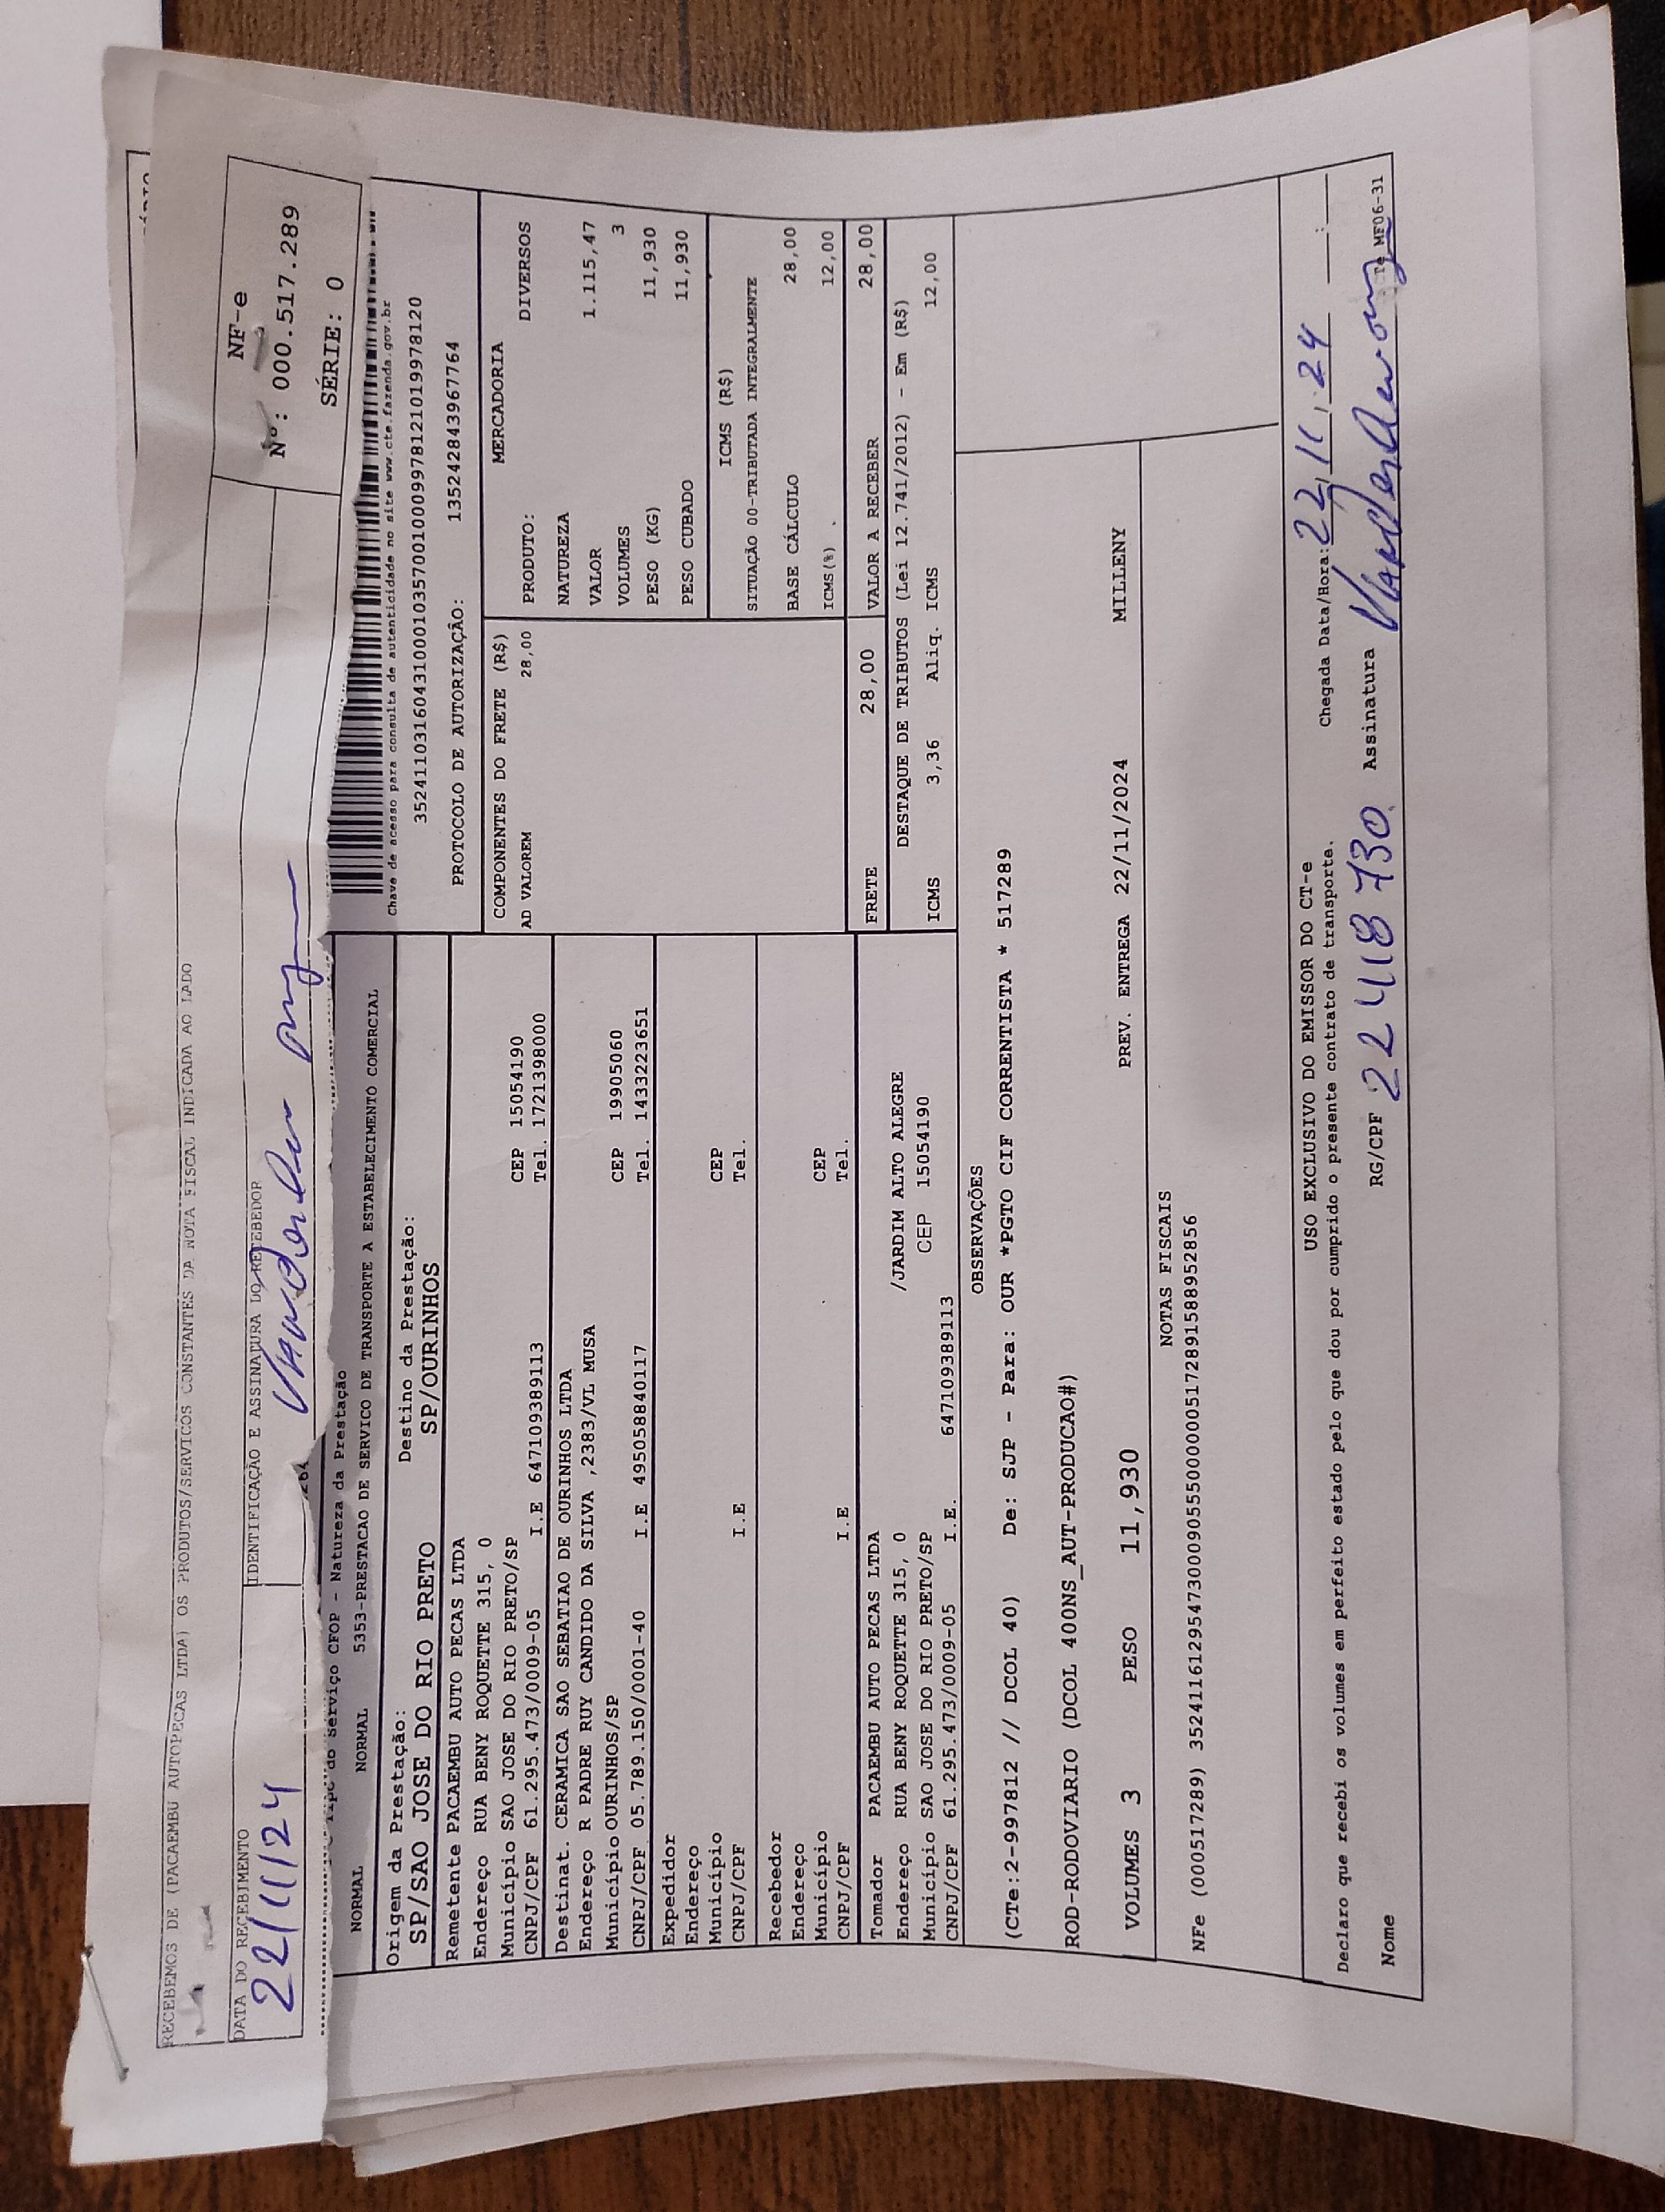 RECEBEMOS DE (PACAEMBU AUTOPECAS LTDA) OS PRODUTOS/SERVICOS CONSTANTES DA NOTA FISCAL INDICADA AO LADO
DATA DO RECEBIMENTO
22/11/24
IDENTIFICAÇÃO E ASSINATURA DO RECEBEDOR
NF-e
Nº: 000.517.289
SÉRIE: 0
Tipo do Serviço CFOP - Natureza da Prestação
NORMAL NORMAL 5353-PRESTACAO DE SERVICO DE TRANSPORTE A ESTABELECIMENTO COMERCIAL
Origem da Prestação: Destino da Prestação:
SP/SAO JOSE DO RIO PRETO SP/OURINHOS
Remetente PACAEMBU AUTO PECAS LTDA
Endereço RUA BENY ROQUETTE 315, 0
Município SAO JOSE DO RIO PRETO/SP CEP 15054190
CNPJ/CPF 61.295.473/0009-05 I.E 647109389113 Tel. 1721398000
Destinat. CERAMICA SAO SEBATIAO DE OURINHOS LTDA
Endereço R PADRE RUY CANDIDO DA SILVA ,2383/VL MUSA
Município OURINHOS/SP CEP 19905060
CNPJ/CPF 05.789.150/0001-40 I.E 495058840117 Tel. 1433223651
Expedidor
Endereço
Município CEP
CNPJ/CPF I.E Tel.
Recebedor
Endereço
Município CEP
CNPJ/CPF I.E Tel.
Tomador PACAEMBU AUTO PECAS LTDA
Endereço RUA BENY ROQUETTE 315, 0 /JARDIM ALTO ALEGRE
Município SAO JOSE DO RIO PRETO/SP CEP 15054190
CNPJ/CPF 61.295.473/0009-05 I.E. 647109389113
Chave de acesso para consulta de autenticidade no site www.cte.fazenda.gov.br
3524110316043100010357001000997812110199781​20
PROTOCOLO DE AUTORIZAÇÃO: 135242843967764
COMPONENTES DO FRETE (R$)
AD VALOREM 28,00
MERCADORIA
PRODUTO: DIVERSOS
NATUREZA
VALOR 1.115,47
VOLUMES 3
PESO (KG) 11,930
PESO CUBADO 11,930
ICMS (R$)
SITUAÇÃO 00-TRIBUTADA INTEGRALMENTE
BASE CÁLCULO 28,00
ICMS(%) 12,00
FRETE 28,00 VALOR A RECEBER 28,00
DESTAQUE DE TRIBUTOS (Lei 12.741/2012) - Em (R$)
ICMS 3,36 Aliq. ICMS 12,00
OBSERVAÇÕES
(CTe:2-997812 // DCOL 40) De: SJP - Para: OUR *PGTO CIF CORRENTISTA * 517289
ROD-RODOVIARIO (DCOL 400NS_AUT-PRODUCAO#)
VOLUMES 3 PESO 11,930 PREV. ENTREGA 22/11/2024 MILLENY
NOTAS FISCAIS
NFe (000517289) 35241161295473000905550000005172891588952856
USO EXCLUSIVO DO EMISSOR DO CT-e
Declaro que recebi os volumes em perfeito estado pelo que dou por cumprido o presente contrato de transporte. Chegada Data/Hora: 22,11,24 :
Nome RG/CPF 22418730 Assinatura MF06-31